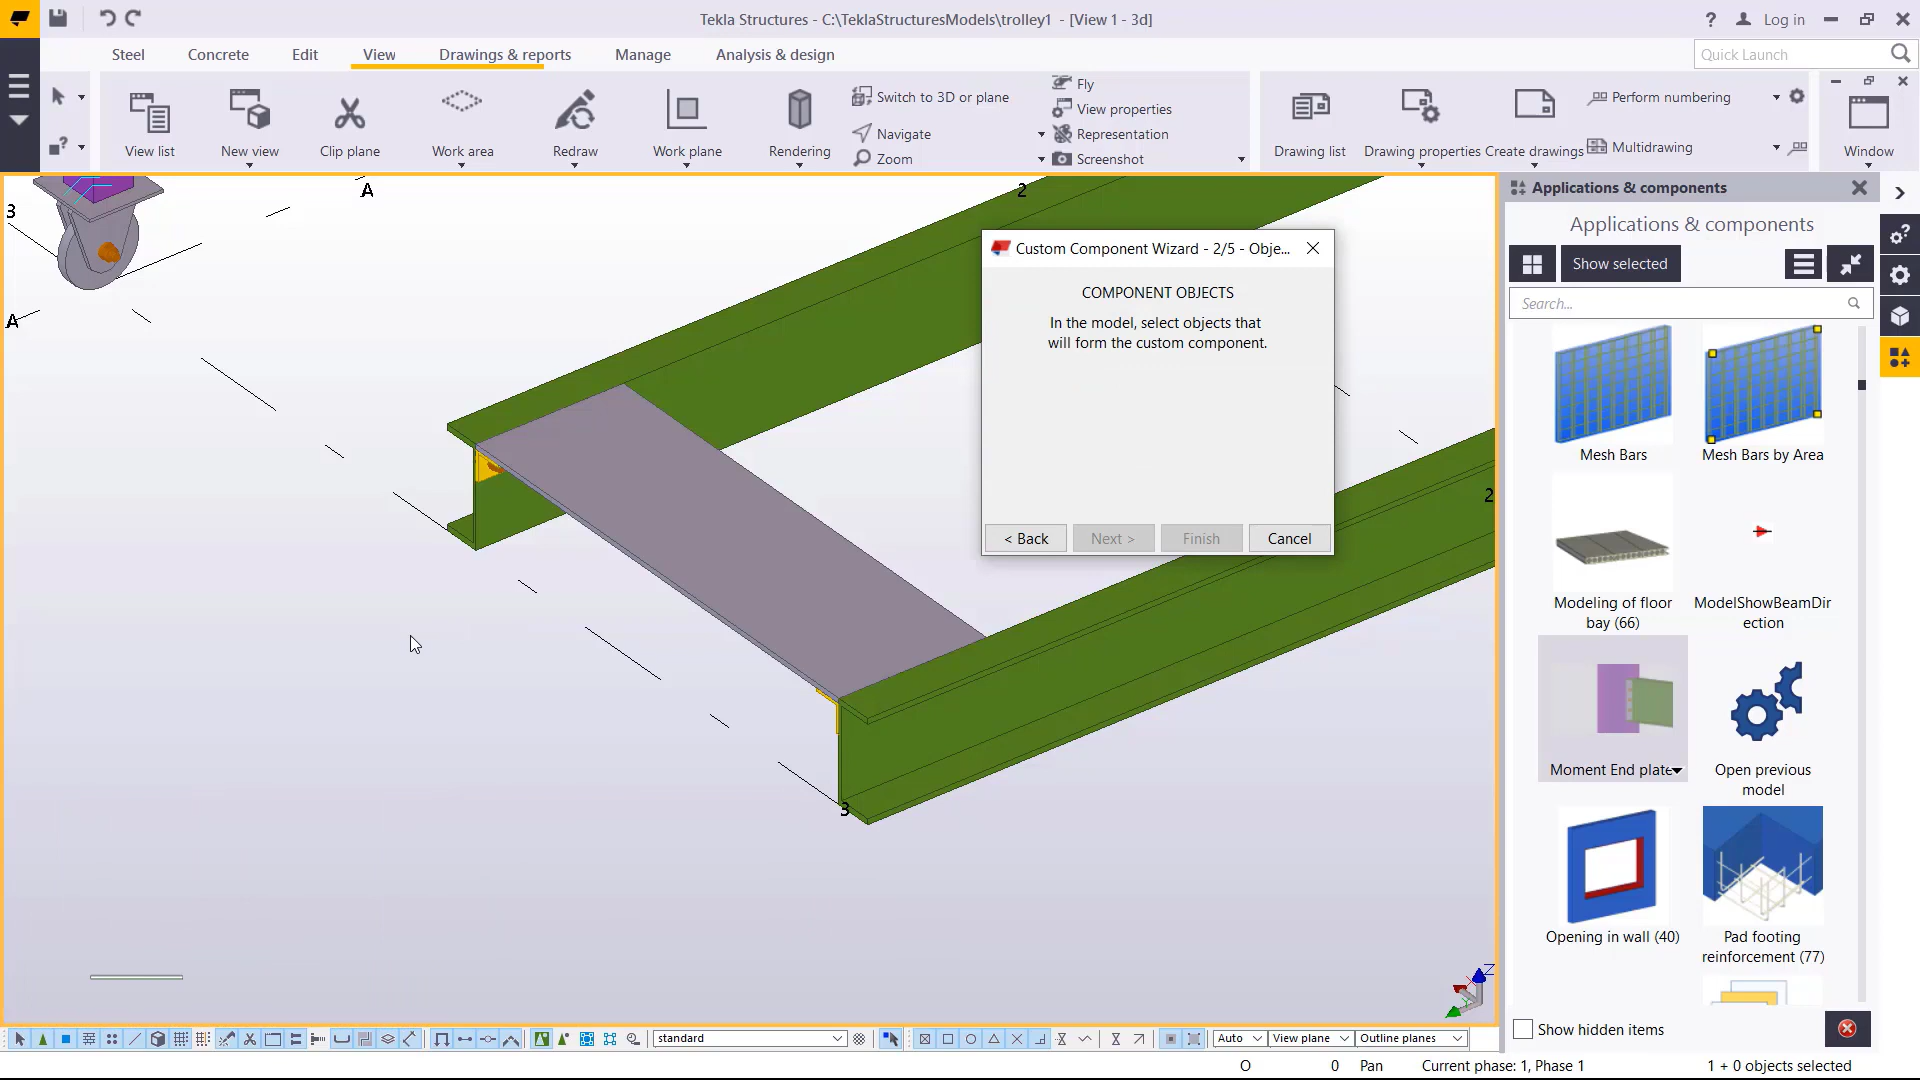 Tekla Structures - C:\TeklaStructuresModels\trolley1 - [View 1 - 3d]
? Log in
Steel Concrete Edit View Drawings & reports Manage Analysis & design
Quick Launch
View list
New view
Clip plane
Work area
Redraw
Work plane
Rendering
Switch to 3D or plane
Navigate
Zoom
Fly
View properties
Representation
Screenshot
Drawing list
Drawing properties
Create drawings
Perform numbering
Multidrawing
Window
3
A
2
A
2
3
Z
Custom Component Wizard - 2/5 - Obje...
COMPONENT OBJECTS
In the model, select objects that
will form the custom component.
< Back Next > Finish Cancel
Applications & components
Applications & components
Show selected
Search...
Mesh Bars
Mesh Bars by Area
Modeling of floor
bay (66)
ModelShowBeamDir
ection
Moment End plate
Open previous
model
Opening in wall (40)
Pad footing
reinforcement (77)
Show hidden items
standard
Auto
View plane
Outline planes
O 0 Pan Current phase: 1, Phase 1 1 + 0 objects selected